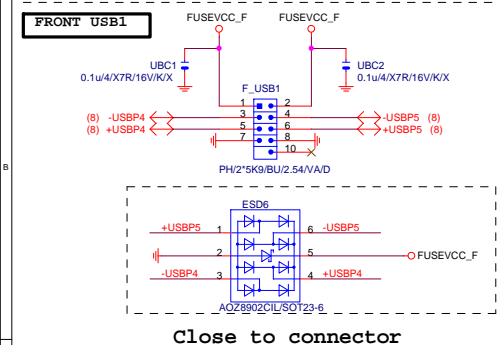 FRONT USB1
FUSEVCC_F FUSEVCC_F
UBC1
0.1u/4/X7R/16V/K/X
UBC2
0.1u/4/X7R/16V/K/X
F_USB1
1 2
(8) -USBP4 3 4 -USBP5 (8)
(8) +USBP4 5 6 +USBP5 (8)
7 8
10
PH/2*5K9/BU/2.54/VA/D
B
ESD6
+USBP5 1 6 -USBP5
2 5 FUSEVCC_F
-USBP4 3 4 +USBP4
AOZ8902CIL/SOT23-6
Close to connector